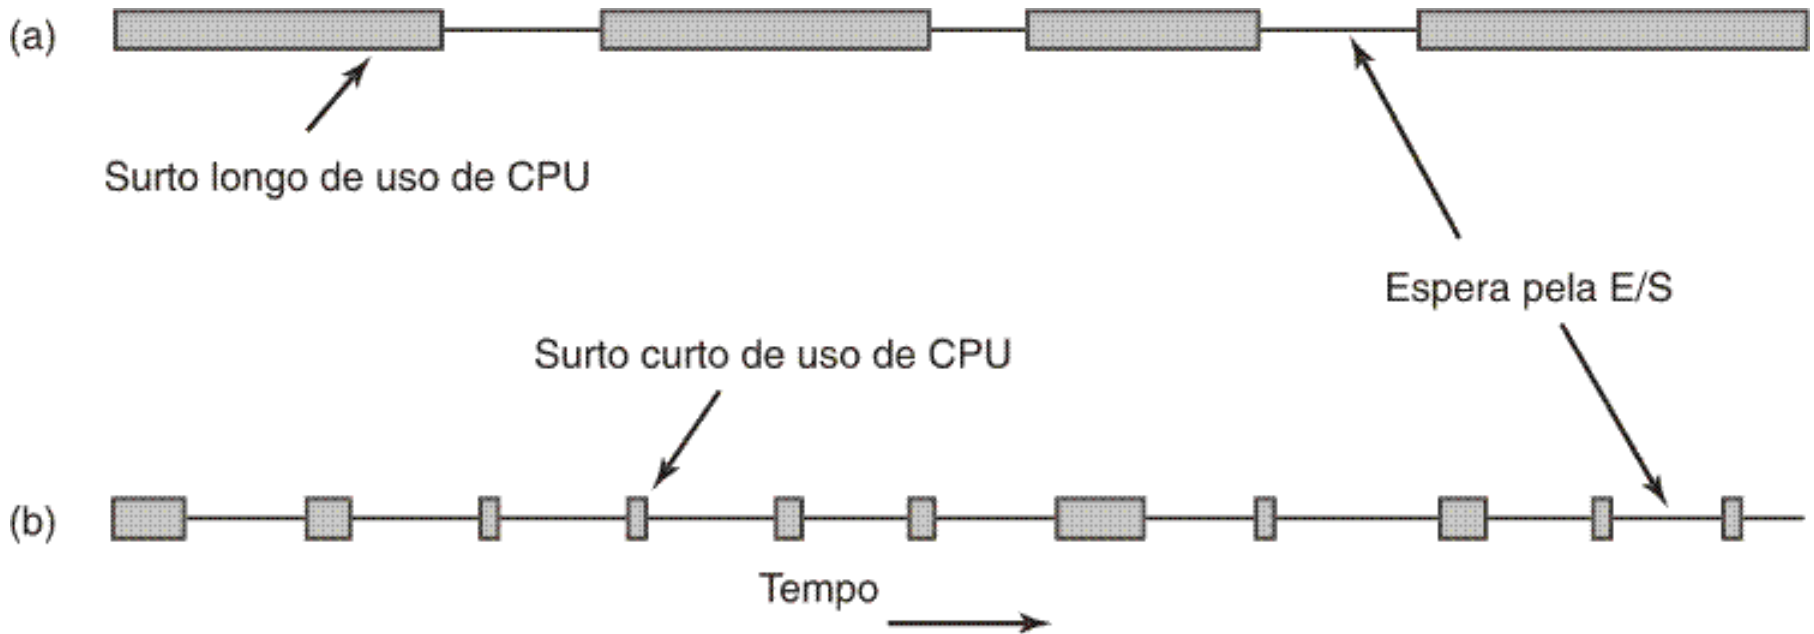 (a)
Surto longo de uso de CPU
Espera pela E/S
Surto curto de uso de CPU
(b)
Tempo